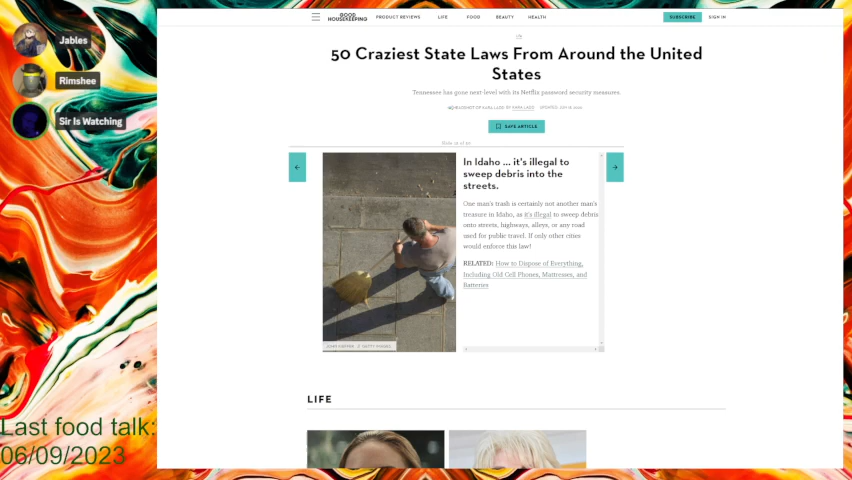 Jables
Rimshee
Sir Is Watching
Last food talk:
06/09/2023
GOOD
HOUSEKEEPING
PRODUCT REVIEWS
LIFE
FOOD
BEAUTY
HEALTH
SUBSCRIBE
SIGN IN
50 Craziest State Laws From Around the United
States
Tennessee has gone next-level with its Netflix password security measures.
BY KARA LADD
SAVE ARTICLE
In Idaho ... it's illegal to
sweep debris into the
streets.
One man's trash is certainly not another man's
treasure in Idaho, as it's illegal to sweep debris
onto streets, highways, alleys, or any road
used for public travel. If only other cities
would enforce this law!
RELATED: How to Dispose of Everything,
Including Old Cell Phones, Mattresses, and
Batteries
LIFE